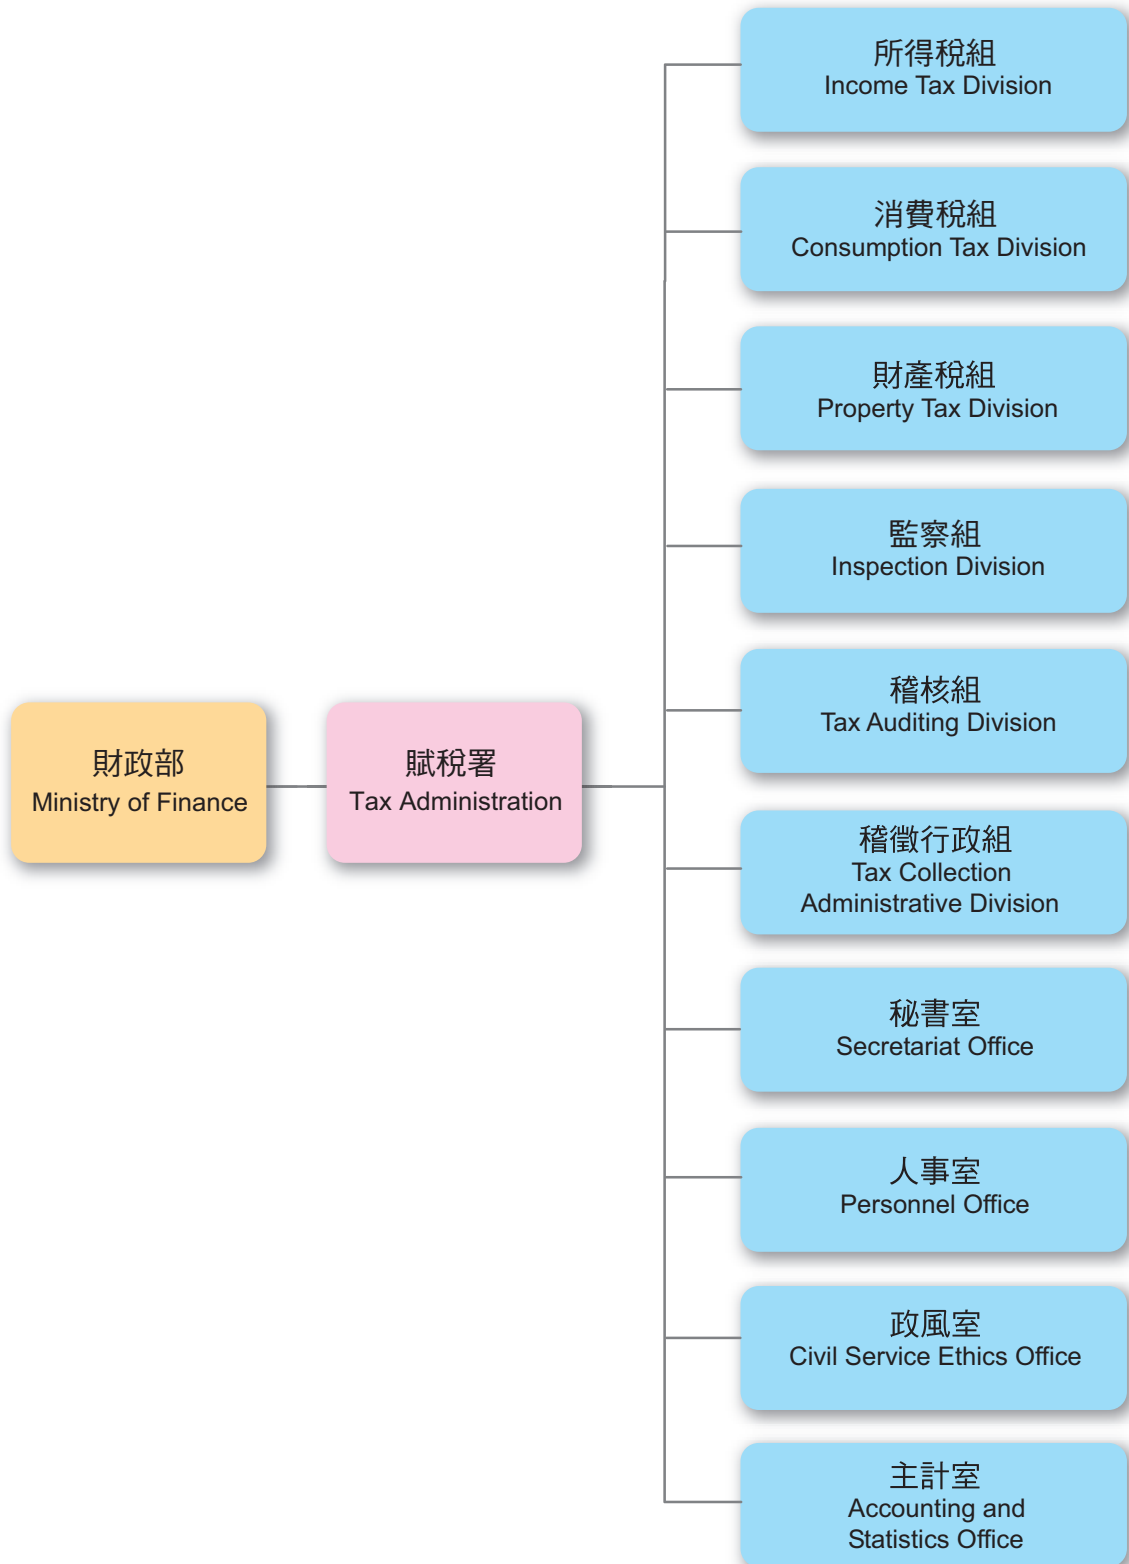 財政部
Ministry of Finance
賦稅署
Tax Administration
所得稅組
Income Tax Division
消費稅組
Consumption Tax Division
財產稅組
Property Tax Division
監察組
Inspection Division
稽核組
Tax Auditing Division
稽徵行政組
Tax Collection
Administrative Division
秘書室
Secretariat Office
人事室
Personnel Office
政風室
Civil Service Ethics Office
主計室
Accounting and
Statistics Office